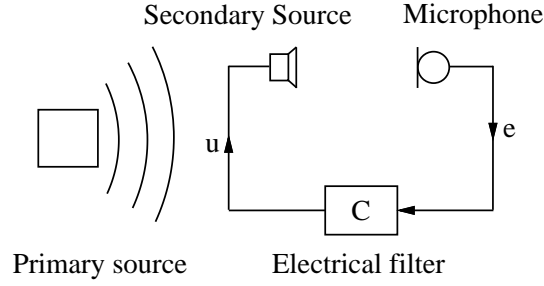 Secondary Source
Microphone
u
e
C
Primary source
Electrical filter